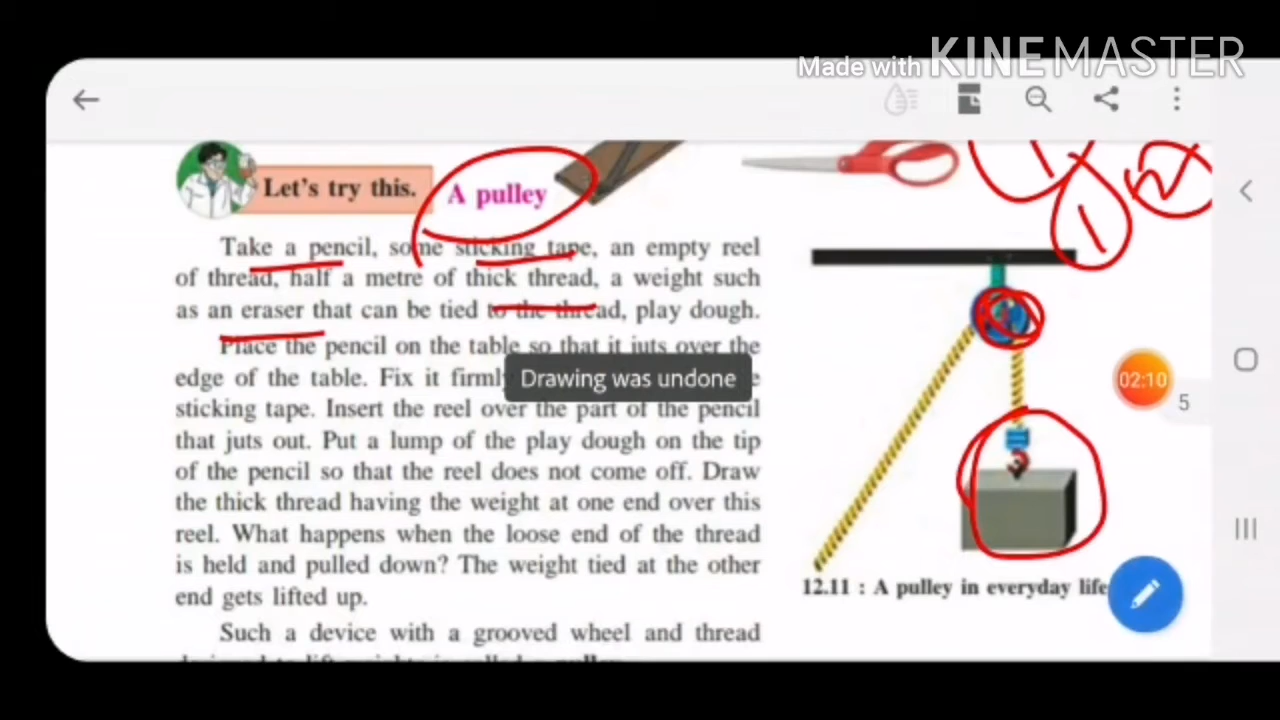 Made with KINEMASTER
Let's try this. A pulley
1 2
Take a pencil, some sticking tape, an empty reel
of thread, half a metre of thick thread, a weight such
as an eraser that can be tied to the thread, play dough.
Place the pencil on the table so that it juts over the
edge of the table. Fix it firmly
Drawing was undone
sticking tape. Insert the reel over the part of the pencil
that juts out. Put a lump of the play dough on the tip
of the pencil so that the reel does not come off. Draw
the thick thread having the weight at one end over this
reel. What happens when the loose end of the thread
is held and pulled down? The weight tied at the other
end gets lifted up.
Such a device with a grooved wheel and thread
02:10
5
12.11 : A pulley in everyday life